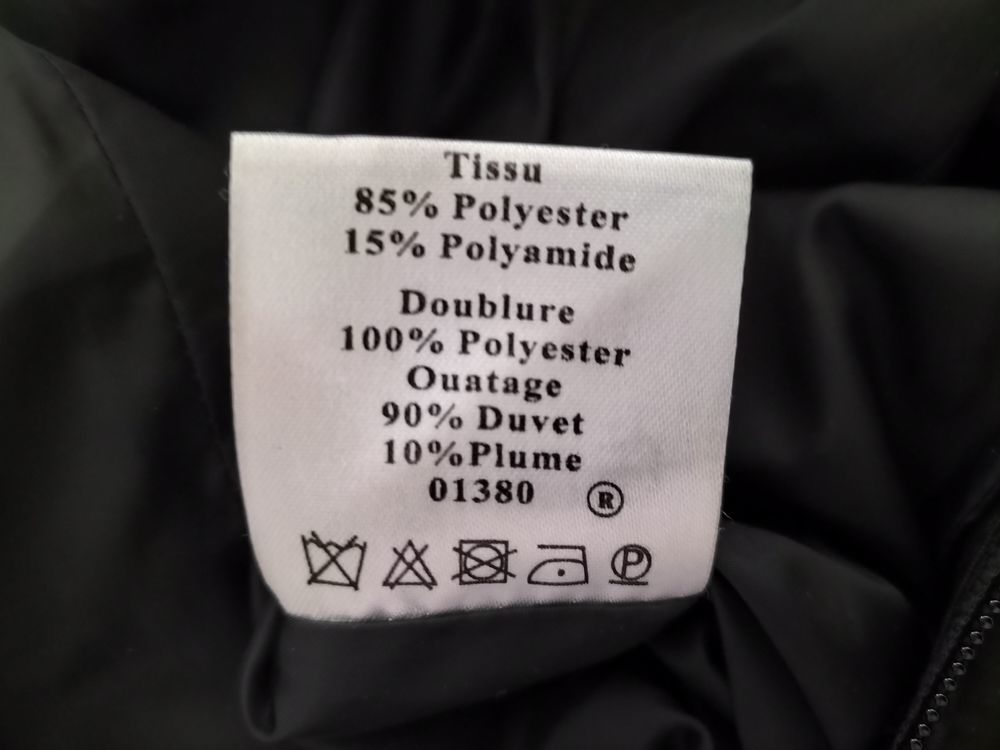 Tissu
85% Polyester
15% Polyamide
Doublure
100% Polyester
Ouatage
90% Duvet
10%Plume
01380 ®
P